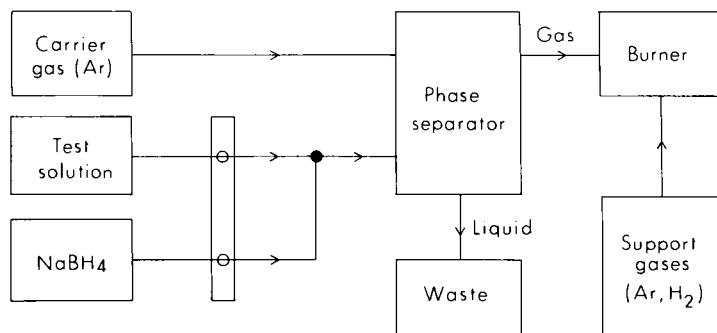 Carrier
gas (Ar)
Test
solution
NaBH4
Phase
separator
Gas
Burner
Liquid
Waste
Support
gases
(Ar, H2)